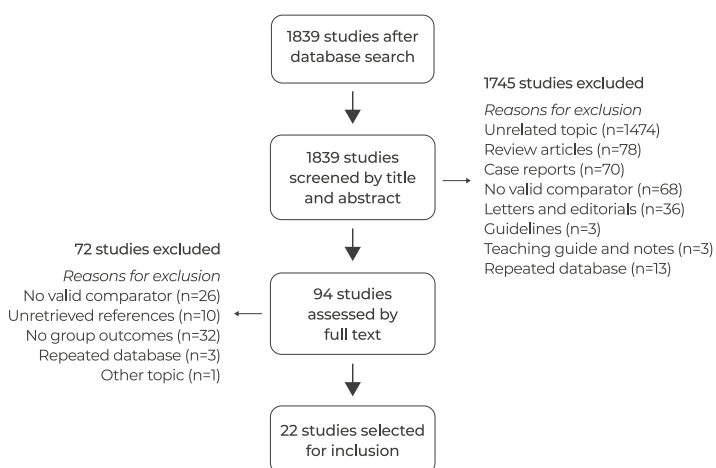 1839 studies after
database search
1745 studies excluded
Reasons for exclusion
Unrelated topic (n=1474)
Review articles (n=78)
Case reports (n=70)
No valid comparator (n=68)
Letters and editorials (n=36)
Guidelines (n=3)
Teaching guide and notes (n=3)
Repeated database (n=13)
1839 studies
screened by title
and abstract
72 studies excluded
Reasons for exclusion
No valid comparator (n=26)
Unretrieved references (n=10)
No group outcomes (n=32)
Repeated database (n=3)
Other topic (n=1)
94 studies
assessed by
full text
22 studies selected
for inclusion